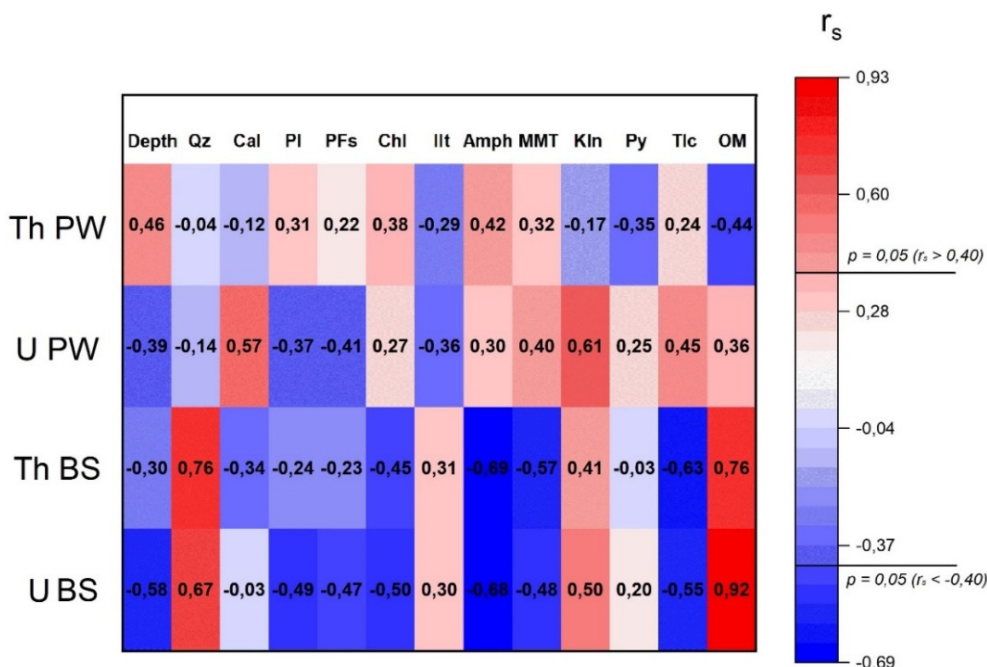 r_s
0,93
Depth Qz Cal Pl PFs Chl Ilt Amph MMT Kln Py Tlc OM
0,60
Th PW 0,46 -0,04 -0,12 0,31 0,22 0,38 -0,29 0,42 0,32 -0,17 -0,35 0,24 -0,44
p = 0,05 (rₛ > 0,40)
0,28
U PW -0,39 -0,14 0,57 -0,37 -0,41 0,27 -0,36 0,30 0,40 0,61 0,25 0,45 0,36
-0,04
Th BS -0,30 0,76 -0,34 -0,24 -0,23 -0,45 0,31 -0,69 -0,57 0,41 -0,03 -0,63 0,76
-0,37
p = 0,05 (rₛ < -0,40)
U BS -0,58 0,67 -0,03 -0,49 -0,47 -0,50 0,30 -0,68 -0,48 0,50 0,20 -0,55 0,92
-0,69